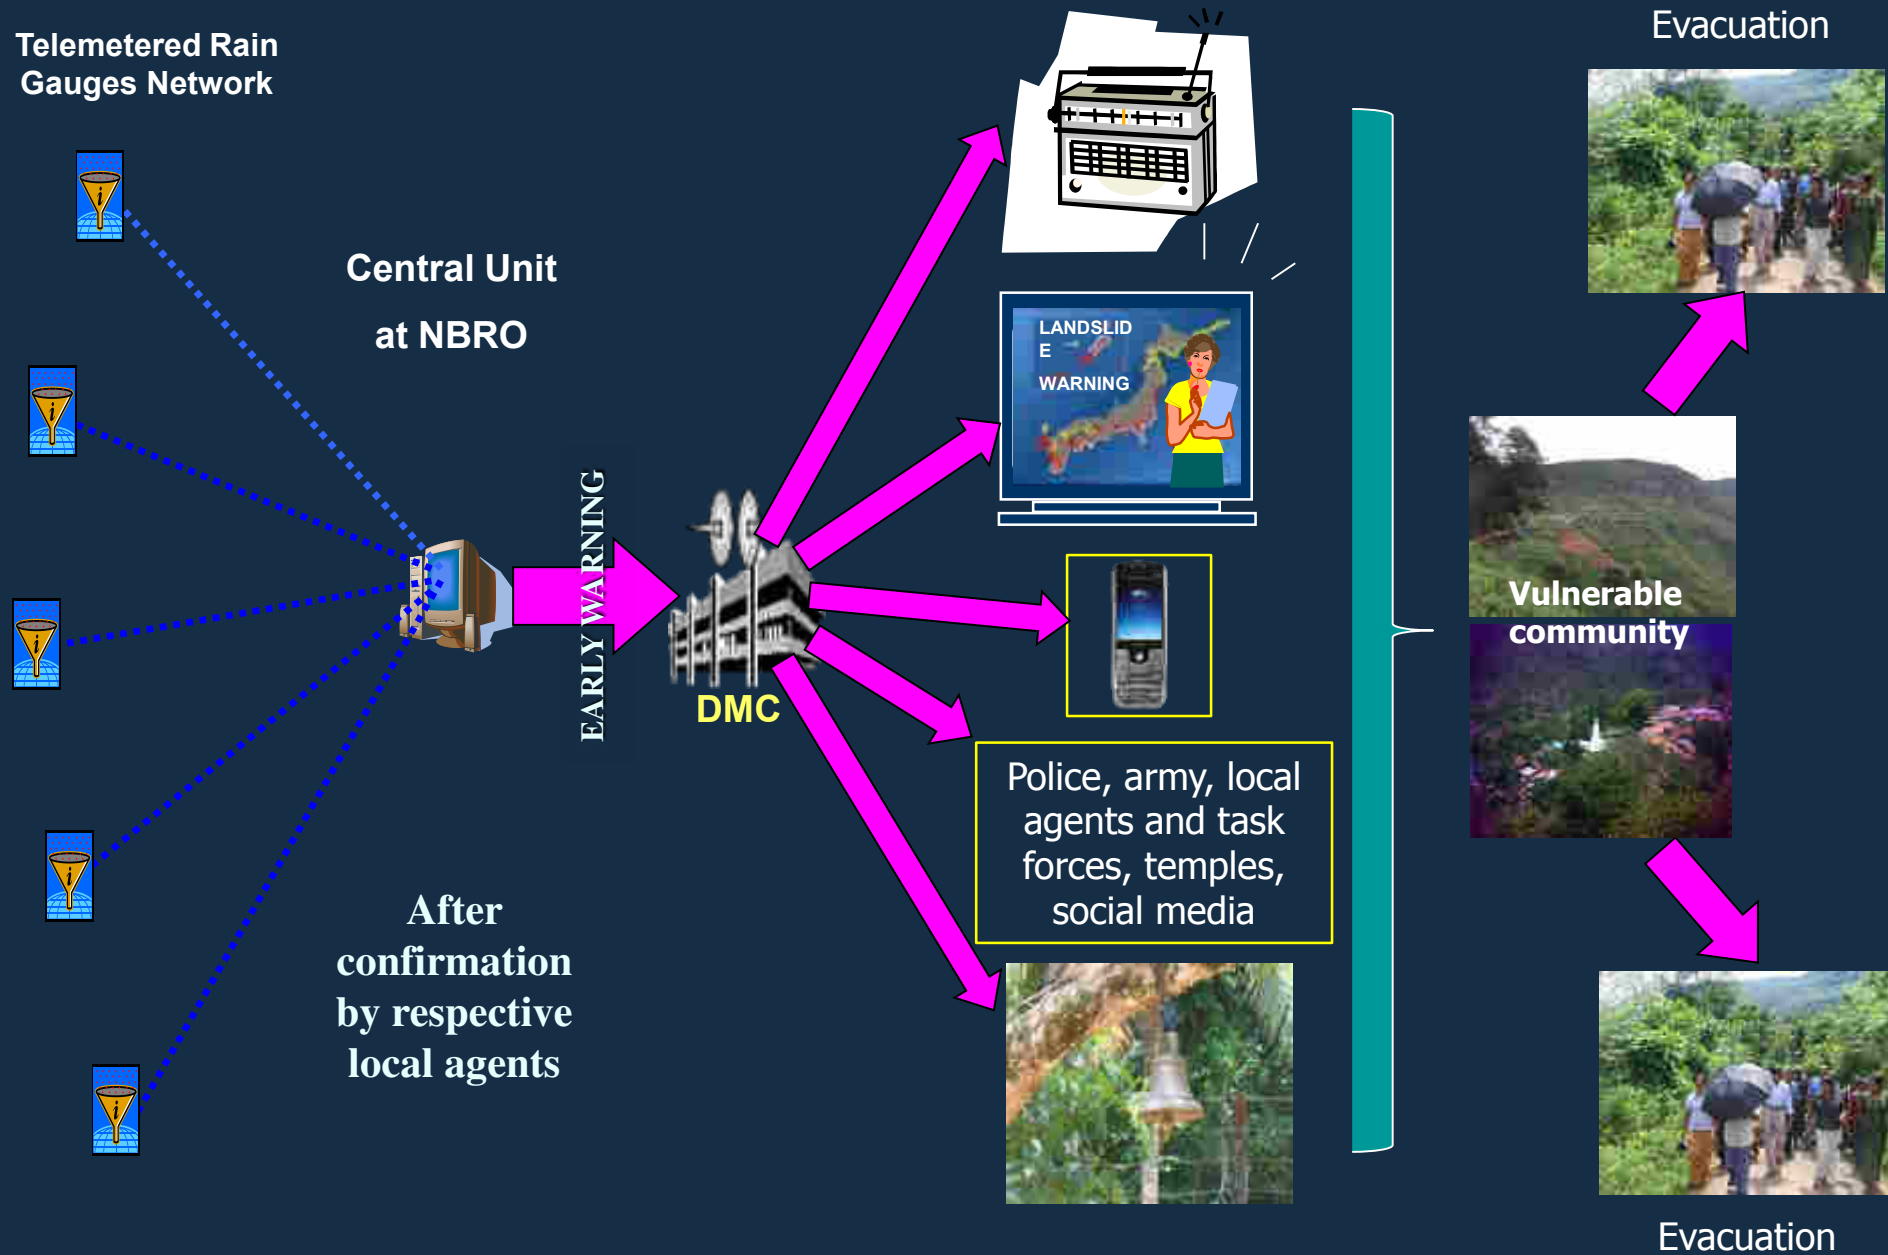 Telemetered Rain
Gauges Network
Central Unit
at NBRO
After
confirmation
by respective
local agents
EARLY WARNING
DMC
LANDSLID
E
WARNING
Police, army, local
agents and task
forces, temples,
social media
Evacuation
Vulnerable
community
Evacuation